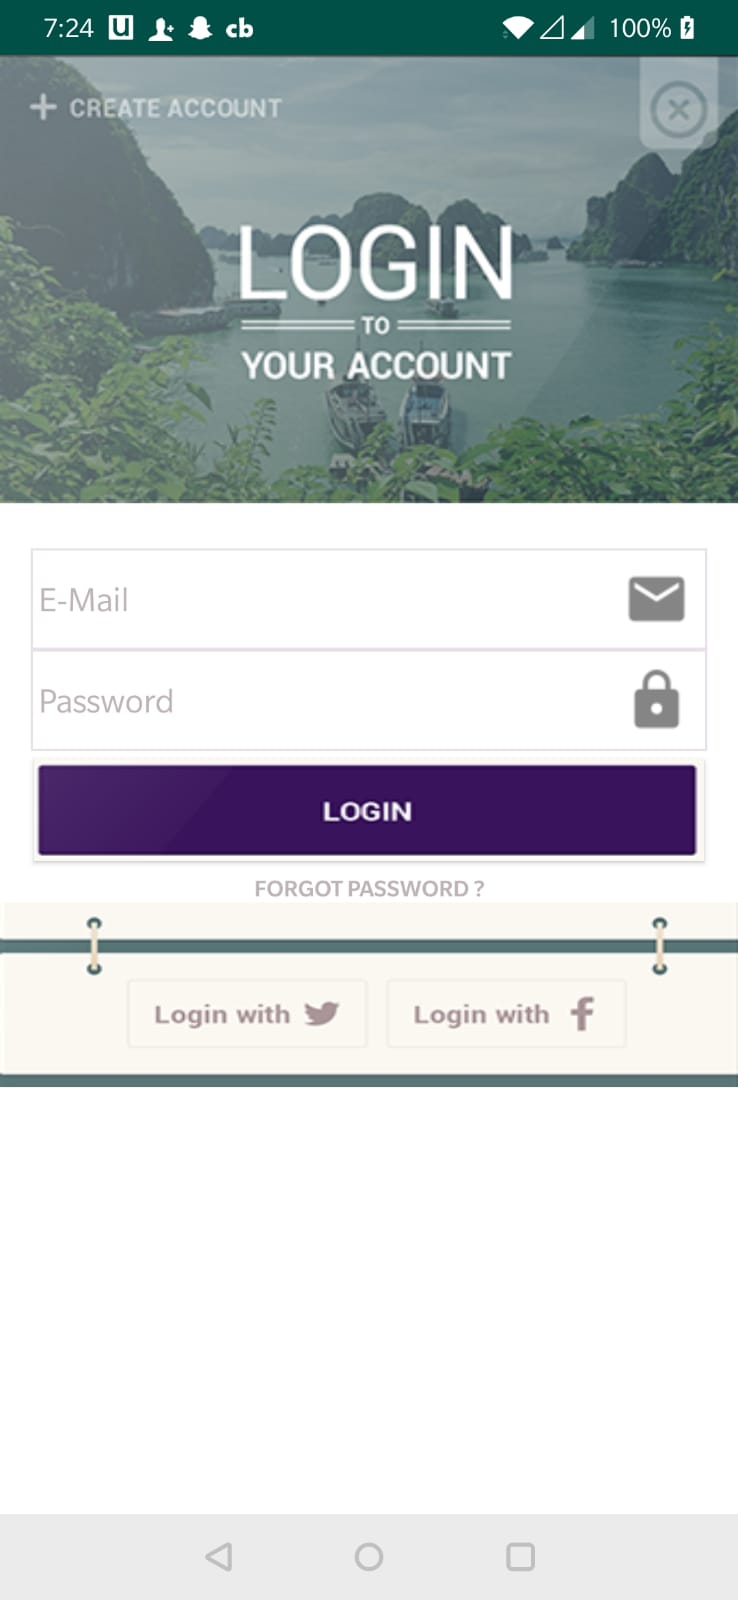 7:24 U cb 100%
+ CREATE ACCOUNT
LOGIN
TO
YOUR ACCOUNT
E-Mail
Password
LOGIN
FORGOT PASSWORD ?
Login with
Login with f